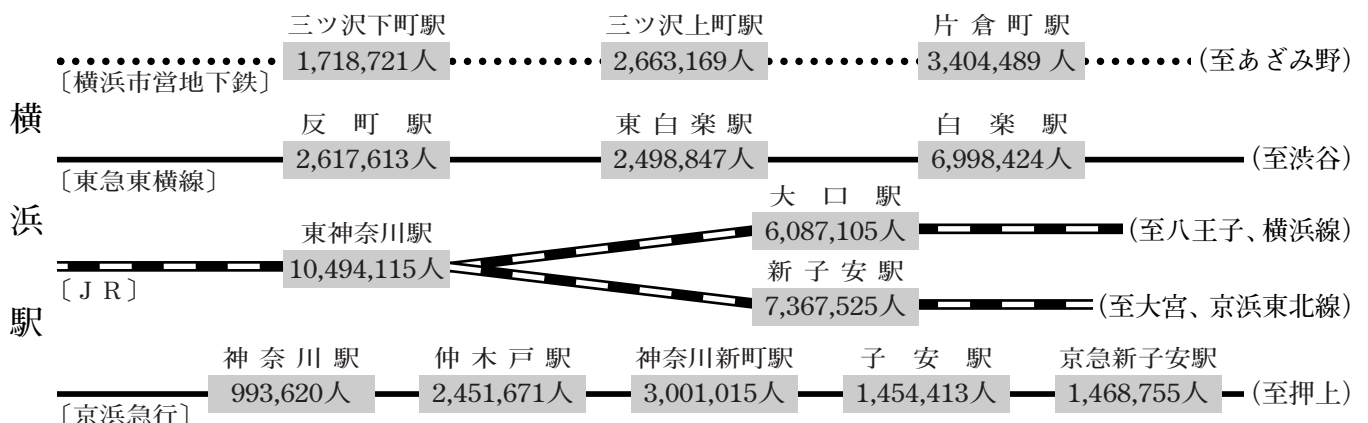 三ツ沢下町駅 三ツ沢上町駅 片倉町駅
1,718,721人 2,663,169人 3,404,489 人 (至あざみ野)
〔横浜市営地下鉄〕
反町駅 東白楽駅 白楽駅
2,617,613人 2,498,847人 6,998,424人 (至渋谷)
〔東急東横線〕
横浜駅
大口駅
6,087,105人 (至八王子、横浜線)
東神奈川駅
10,494,115人
〔JR〕
新子安駅
7,367,525人 (至大宮、京浜東北線)
神奈川駅 仲木戸駅 神奈川新町駅 子安駅 京急新子安駅
993,620人 2,451,671人 3,001,015人 1,454,413人 1,468,755人 (至押上)
〔京浜急行〕